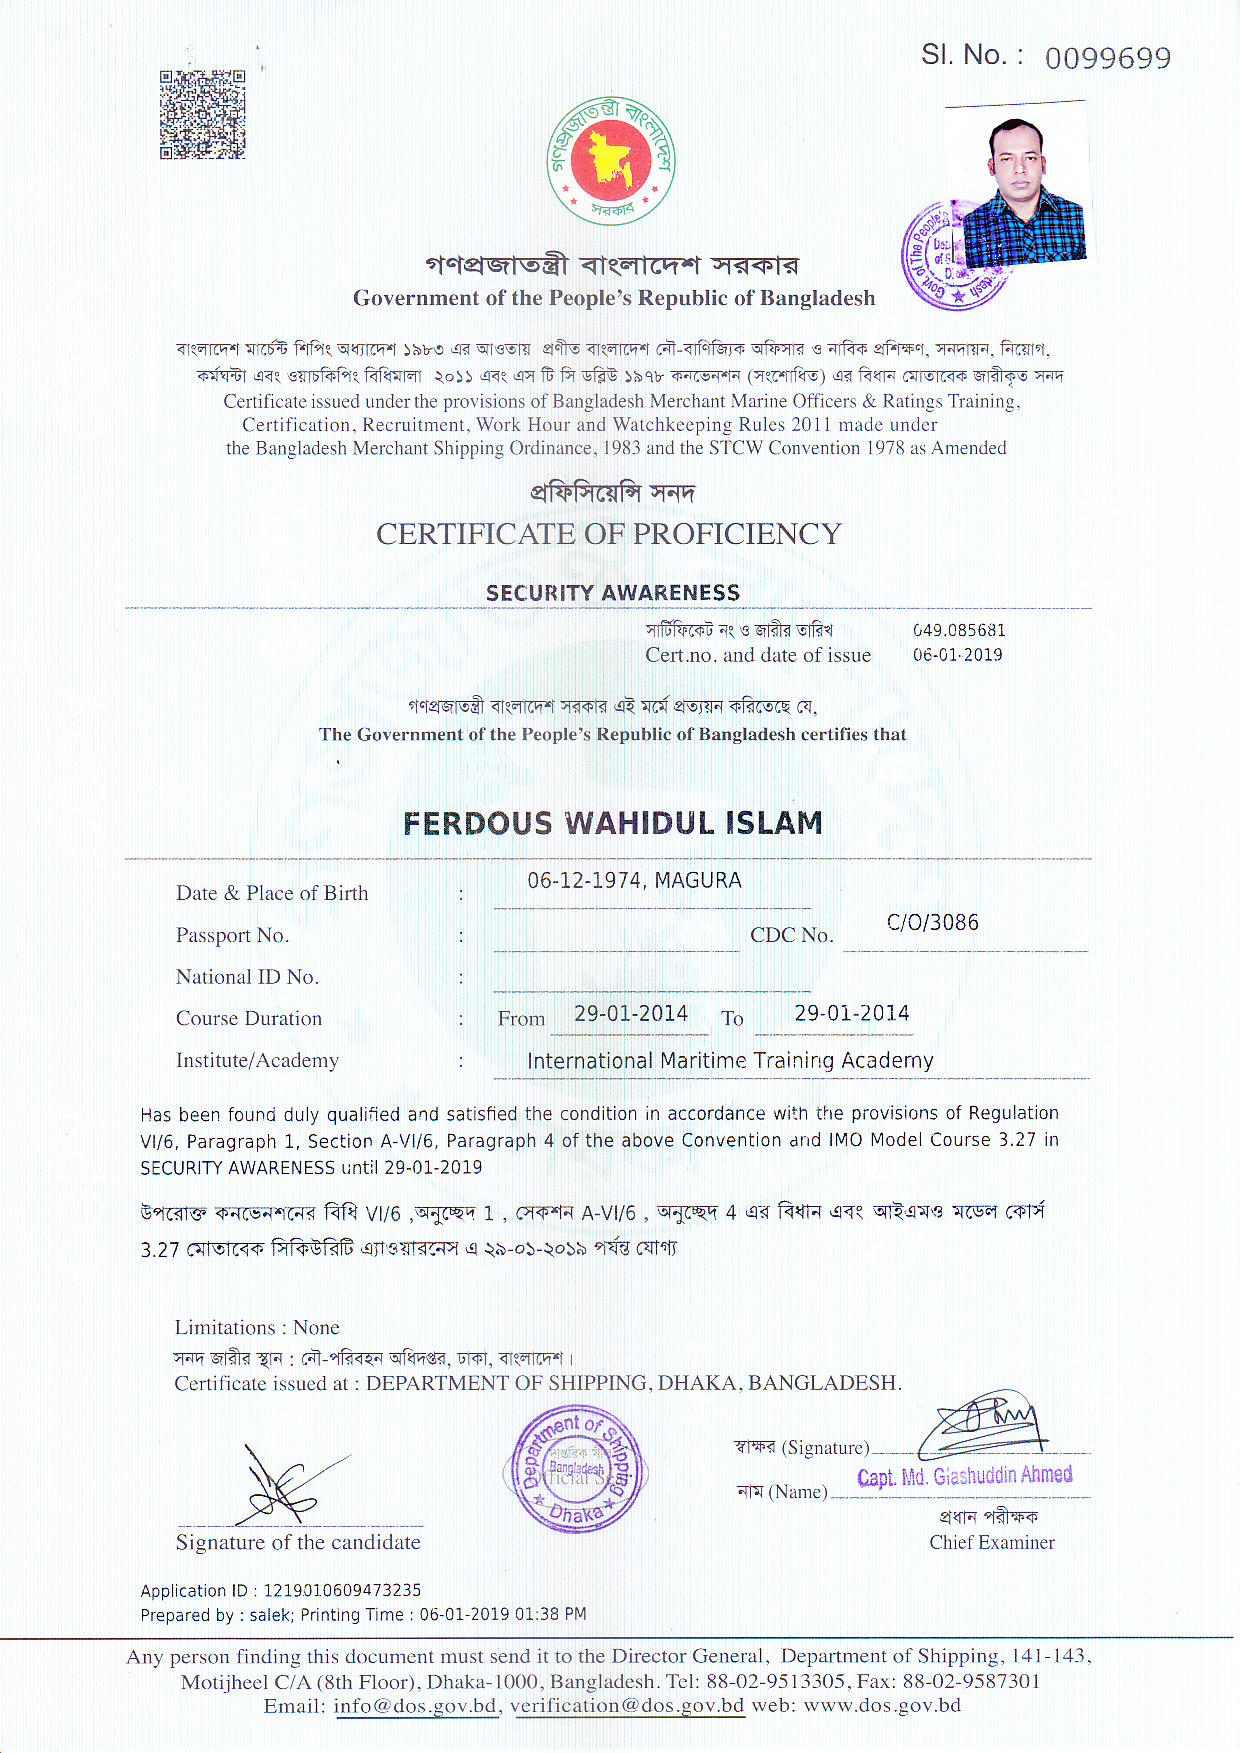 Sl. No. : 0099699
গণপ্রজাতন্ত্রী বাংলাদেশ
সরকার
গণপ্রজাতন্ত্রী বাংলাদেশ সরকার
Government of the People's Republic of Bangladesh
বাংলাদেশ মার্চেন্ট শিপিং অধ্যাদেশ ১৯৮৩ এর আওতায় প্রণীত বাংলাদেশ নৌ-বাণিজ্যিক অফিসার ও নাবিক প্রশিক্ষণ, সনদায়ন, নিয়োগ,
কর্মঘন্টা এবং ওয়াচকিপিং বিধিমালা ২০১১ এবং এস টি সি ডব্লিউ ১৯৭৮ কনভেনশন (সংশোধিত) এর বিধান মোতাবেক জারীকৃত সনদ
Certificate issued under the provisions of Bangladesh Merchant Marine Officers & Ratings Training,
Certification, Recruitment, Work Hour and Watchkeeping Rules 2011 made under
the Bangladesh Merchant Shipping Ordinance, 1983 and the STCW Convention 1978 as Amended
প্রফিসিয়েন্সি সনদ
CERTIFICATE OF PROFICIENCY
SECURITY AWARENESS
সার্টিফিকেট নং ও জারীর তারিখ 049.085681
Cert.no. and date of issue 06-01-2019
গণপ্রজাতন্ত্রী বাংলাদেশ সরকার এই মর্মে প্রত্যয়ন করিতেছে যে,
The Government of the People's Republic of Bangladesh certifies that
FERDOUS WAHIDUL ISLAM
Date & Place of Birth : 06-12-1974, MAGURA
Passport No. : CDC No. C/O/3086
National ID No. :
Course Duration : From 29-01-2014 To 29-01-2014
Institute/Academy : International Maritime Training Academy
Has been found duly qualified and satisfied the condition in accordance with the provisions of Regulation
VI/6, Paragraph 1, Section A-VI/6, Paragraph 4 of the above Convention and IMO Model Course 3.27 in
SECURITY AWARENESS until 29-01-2019
উপরোক্ত কনভেনশনের বিধি VI/6 ,অনুচ্ছেদ 1 , সেকশন A-VI/6 , অনুচ্ছেদ 4 এর বিধান এবং আইএমও মডেল কোর্স
3.27 মোতাবেক সিকিউরিটি এ্যাওয়ারনেস এ ২৯-০১-২০১৯ পর্যন্ত যোগ্য
Limitations : None
সনদ জারীর স্থান : নৌ-পরিবহন অধিদপ্তর, ঢাকা, বাংলাদেশ।
Certificate issued at : DEPARTMENT OF SHIPPING, DHAKA, BANGLADESH.
Department of Shipping
Bangladesh
Dhaka
স্বাক্ষর (Signature)
Capt. Md. Giashuddin Ahmed
নাম (Name)
প্রধান পরীক্ষক
Signature of the candidate
Chief Examiner
Application ID : 1219010609473235
Prepared by : salek; Printing Time : 06-01-2019 01:38 PM
Any person finding this document must send it to the Director General, Department of Shipping, 141-143,
Motijheel C/A (8th Floor), Dhaka-1000, Bangladesh. Tel: 88-02-9513305, Fax: 88-02-9587301
Email: info@dos.gov.bd, verification@dos.gov.bd web: www.dos.gov.bd